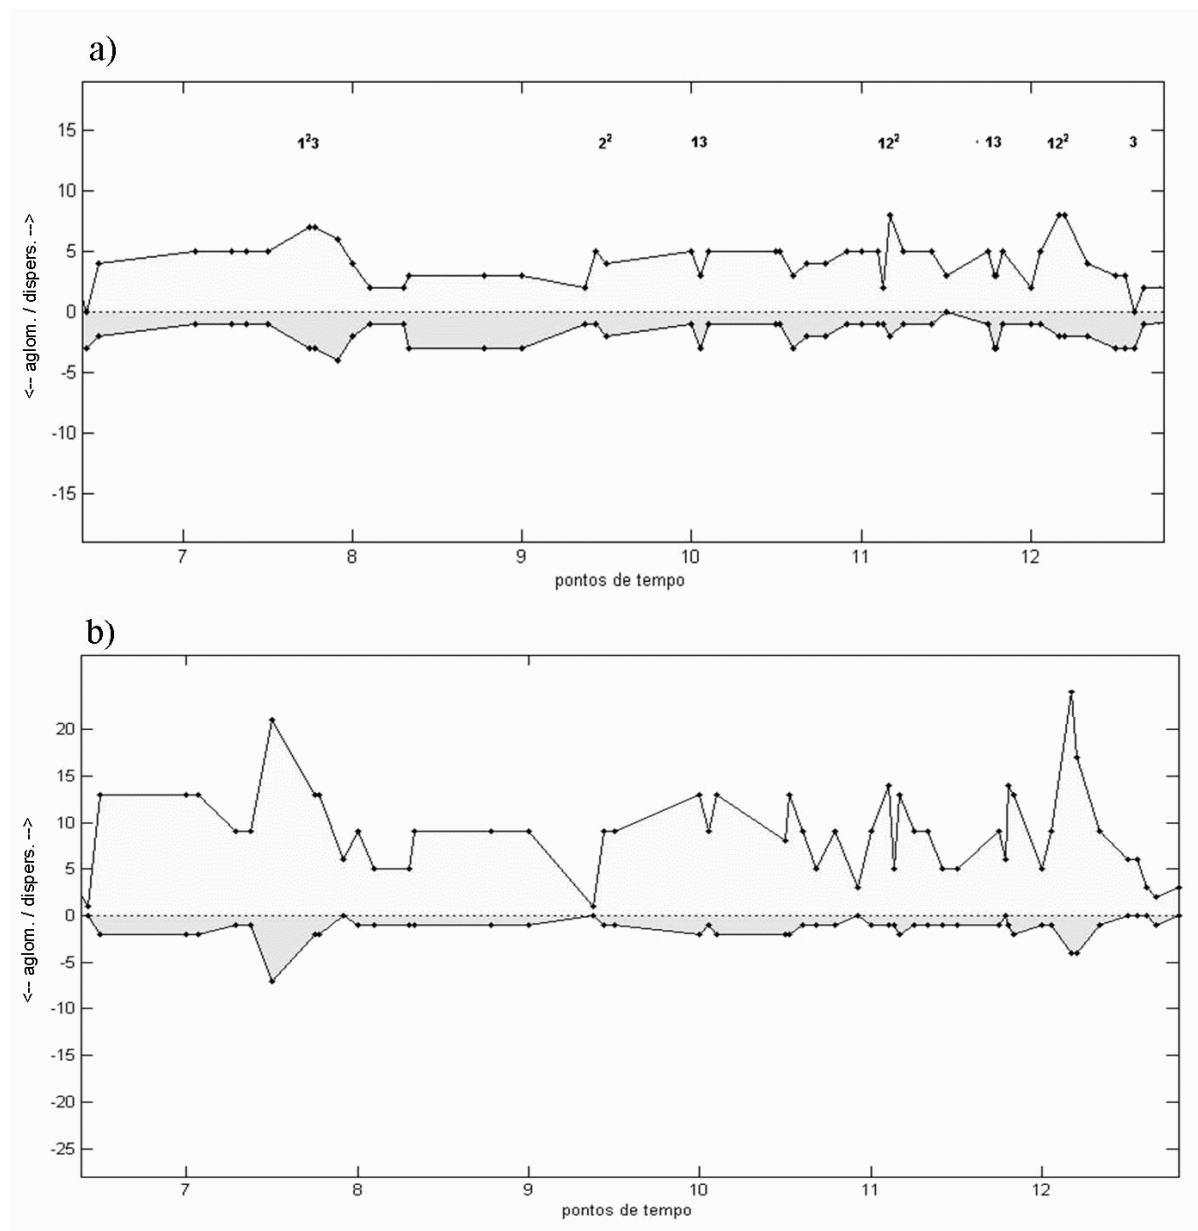 a)
15
10
5
0
-5
-10
-15
<-- aglom. / dispers. -->
1²3 2² 13 12² · 13 12² 3
7 8 9 10 11 12
pontos de tempo
b)
20
15
10
5
0
-5
-10
-15
-20
-25
<-- aglom. / dispers. -->
7 8 9 10 11 12
pontos de tempo